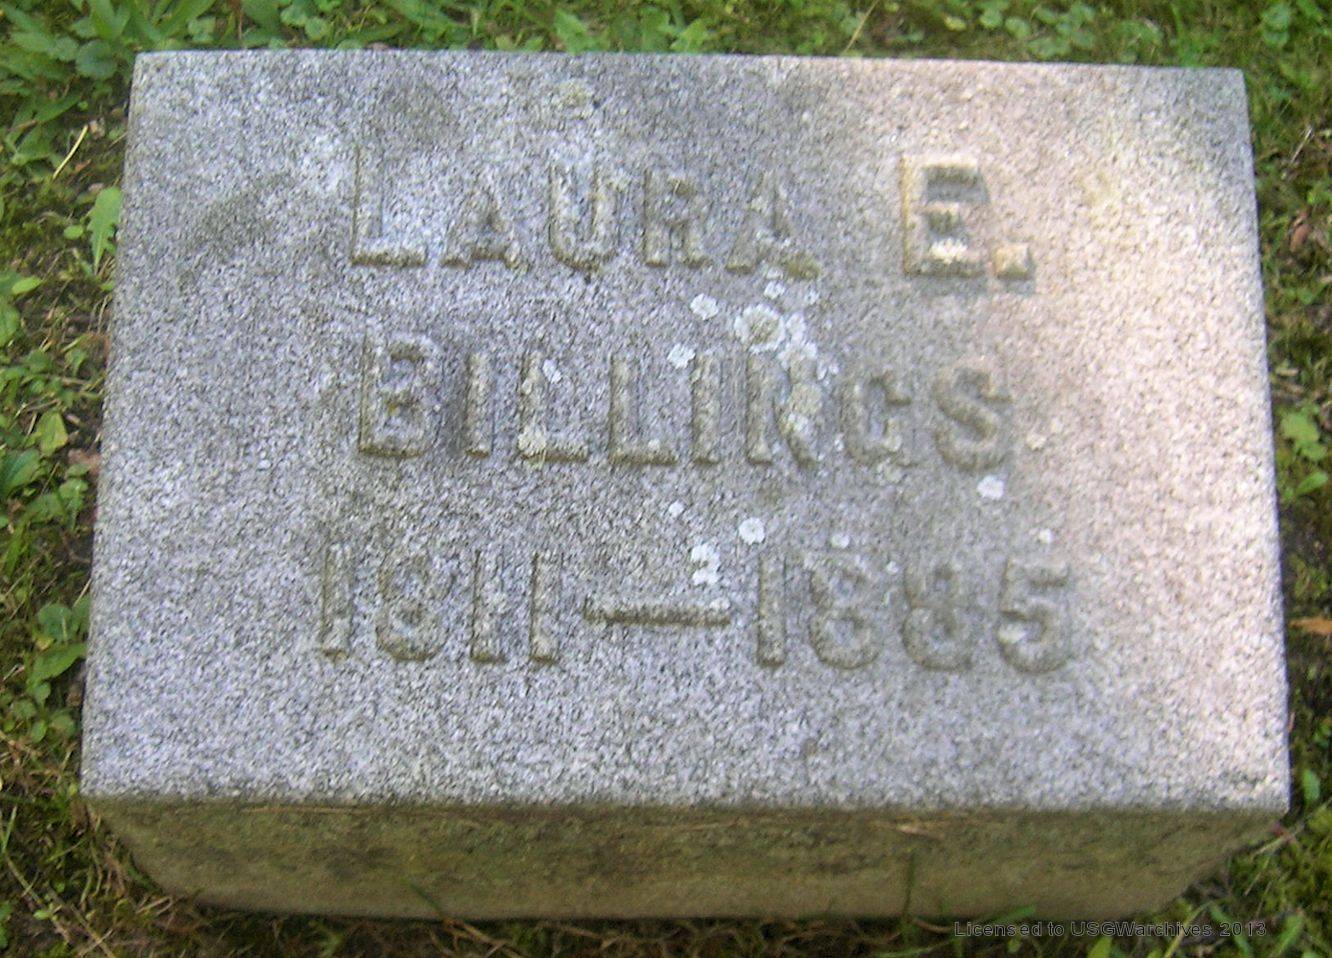 LAURA E.
BILLINGS
1811—1885
Licensed to USGWarchives 2013